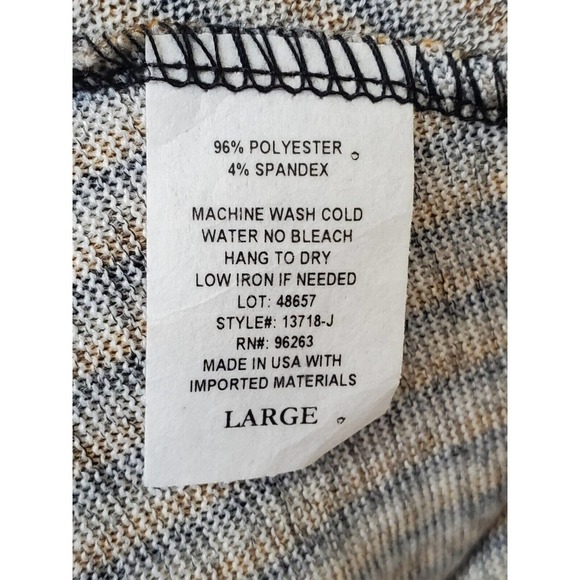 96% POLYESTER
4% SPANDEX
MACHINE WASH COLD
WATER NO BLEACH
HANG TO DRY
LOW IRON IF NEEDED
LOT: 48657
STYLE#: 13718-J
RN#: 96263
MADE IN USA WITH
IMPORTED MATERIALS
LARGE